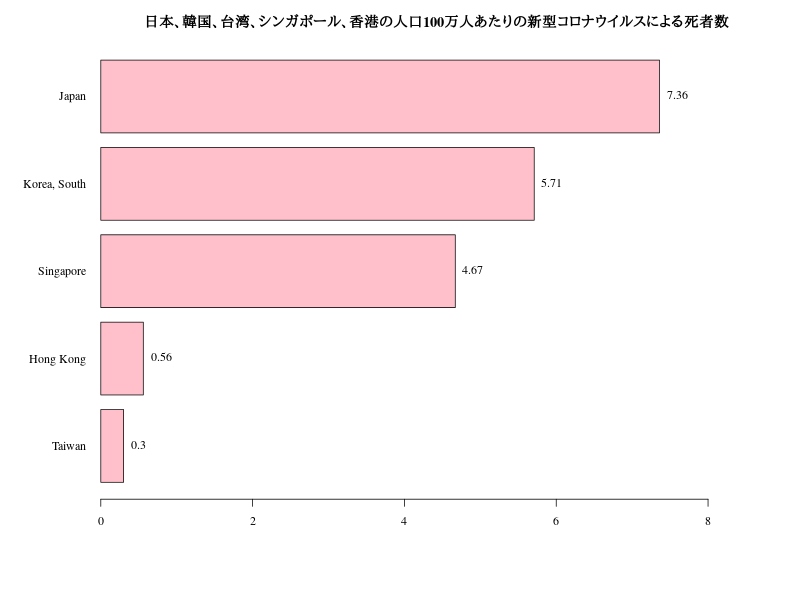 日本、韓国、台湾、シンガポール、香港の人口100万人あたりの新型コロナウイルスによる死者数
Japan 7.36
Korea, South 5.71
Singapore 4.67
Hong Kong 0.56
Taiwan 0.3
0 2 4 6 8